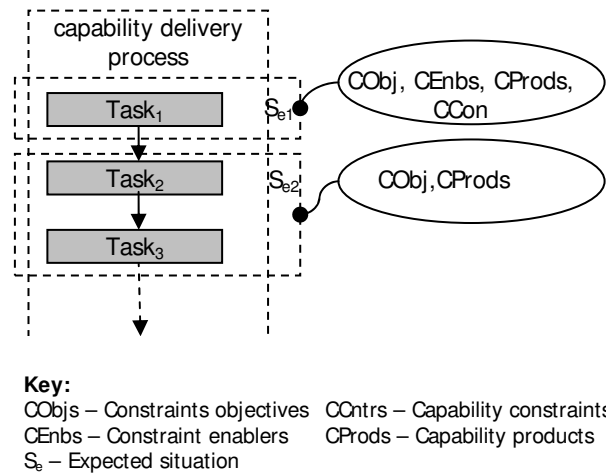 capability delivery
process
Task₁
Sₑ₁
CObj, CEnbs, CProds,
CCon
Task₂
Sₑ₂
CObj,CProds
Task₃
Key:
CObjs – Constraints objectives CCntrs – Capability constraints
CEnbs – Constraint enablers CProds – Capability products
Sₑ – Expected situation